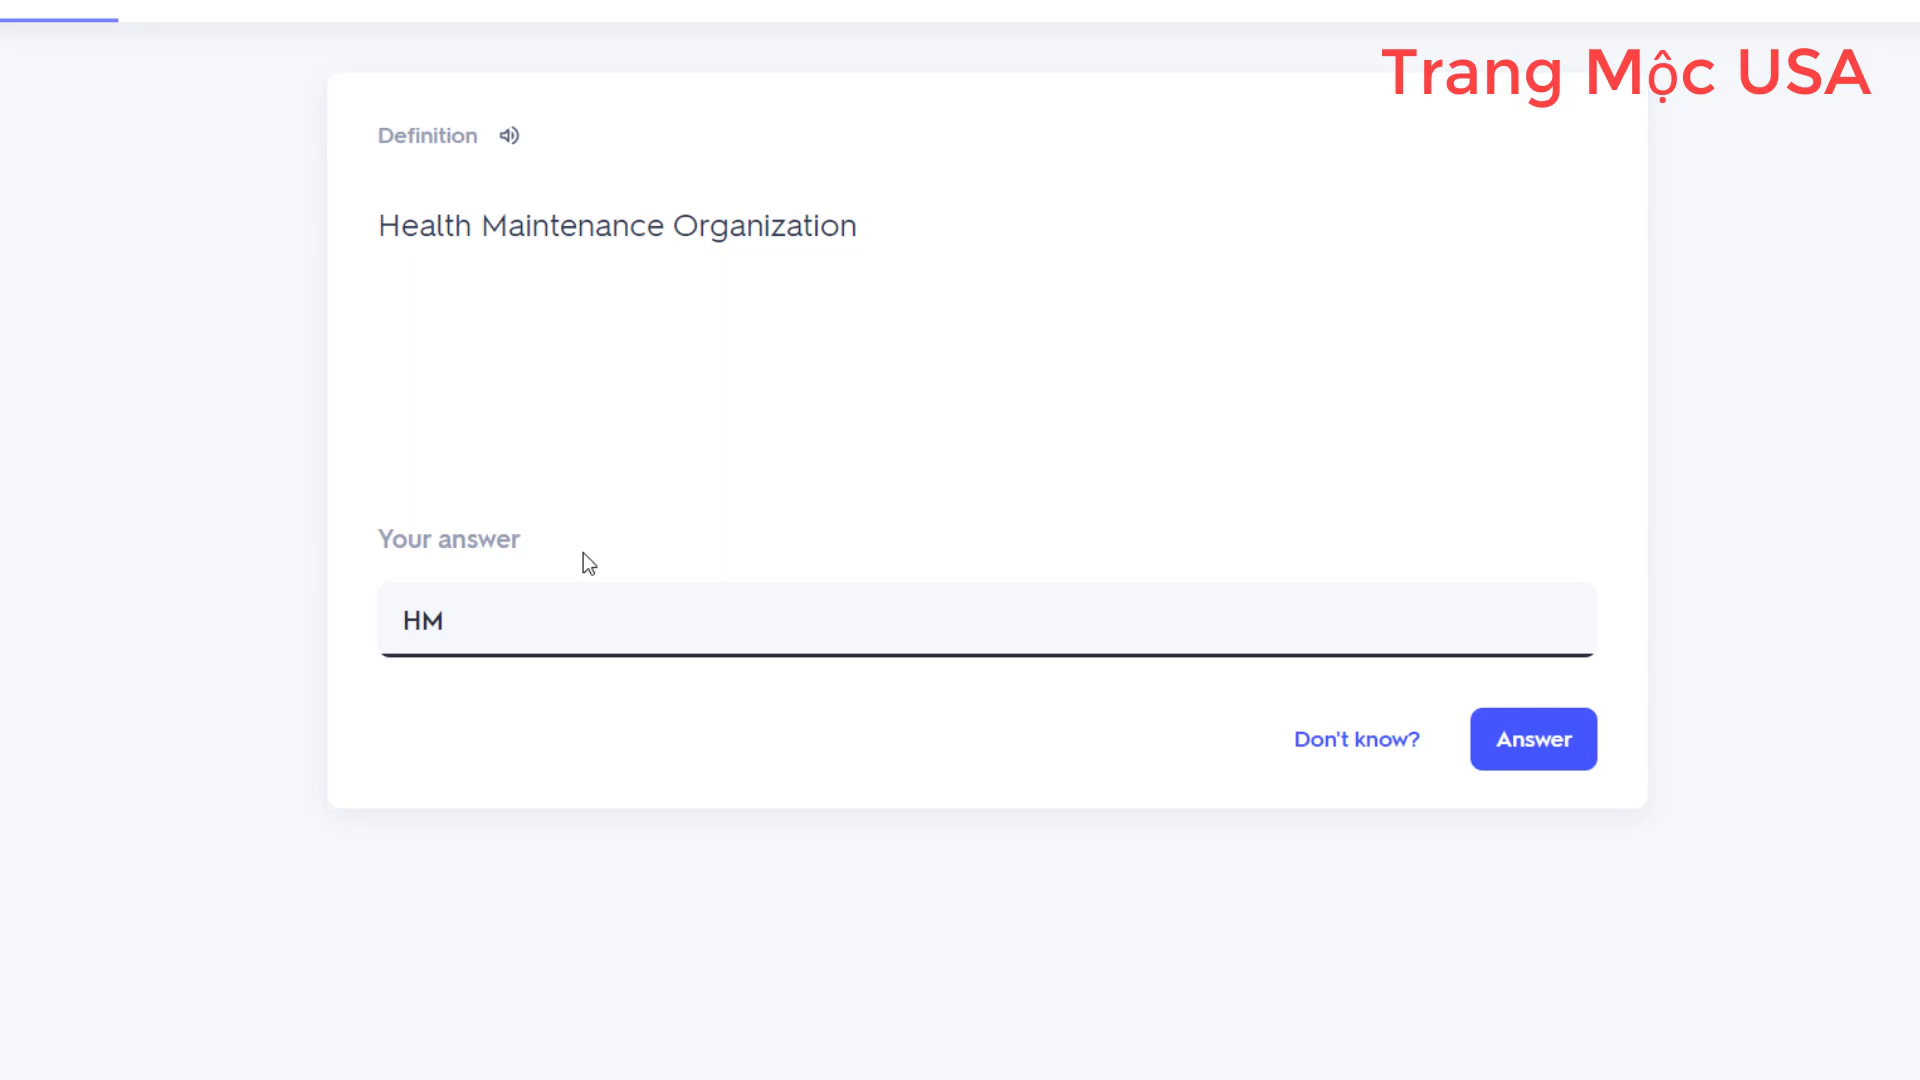 Trang Mộc USA
Definition
Health Maintenance Organization
Your answer
HM
Don't know?
Answer